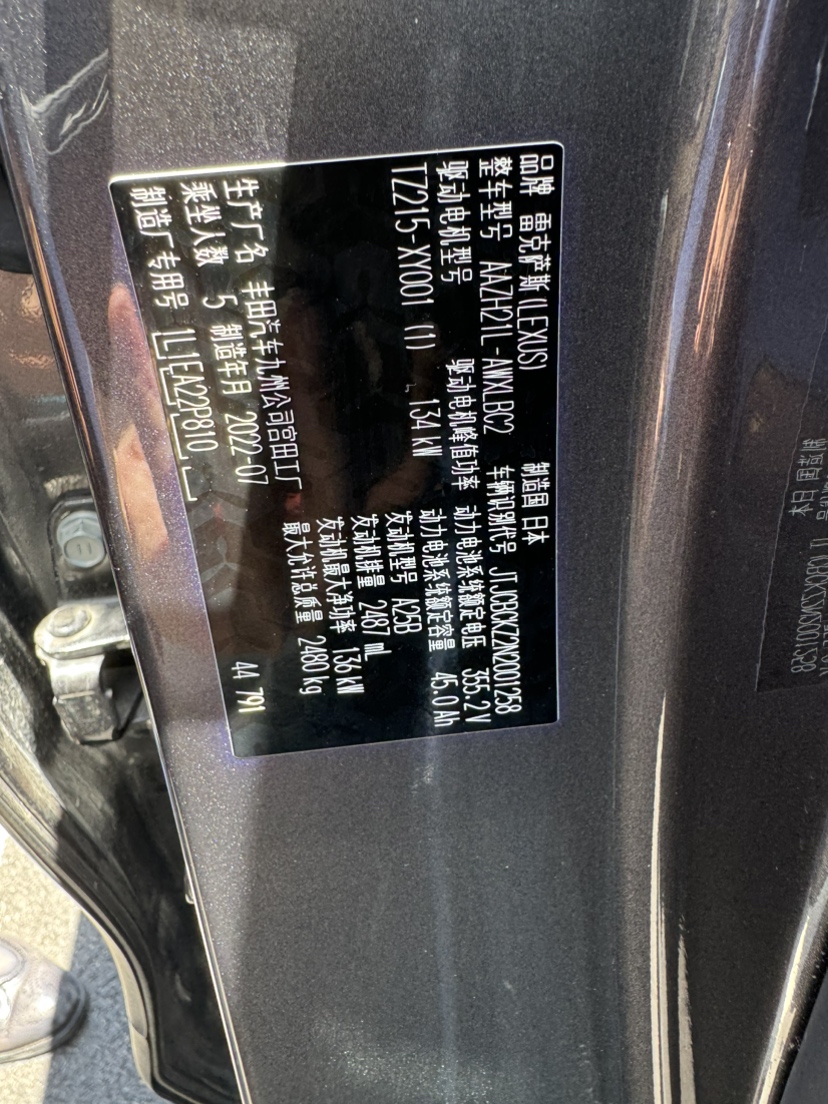 品牌 雷克萨斯(LEXUS) 制造国 日本
整车型号 AAZH21L-AWXLBC2 车辆识别代号 JTJCBCKZ2N2001258
驱动电机型号 驱动电机峰值功率 动力电池系统额定电压 355.2V
TZ215-XY001 (I) , 134kW 动力电池系统额定容量 45.0Ah
发动机型号 A25B
发动机排量 2487 mL
发动机最大净功率 136 kW
最大允许总质量 2480 kg
生产厂名 丰田汽车九州公司宫田工厂
乘坐人数 5 制造年月 2022-07
制造厂专用号 1L1EA22P810
44 791